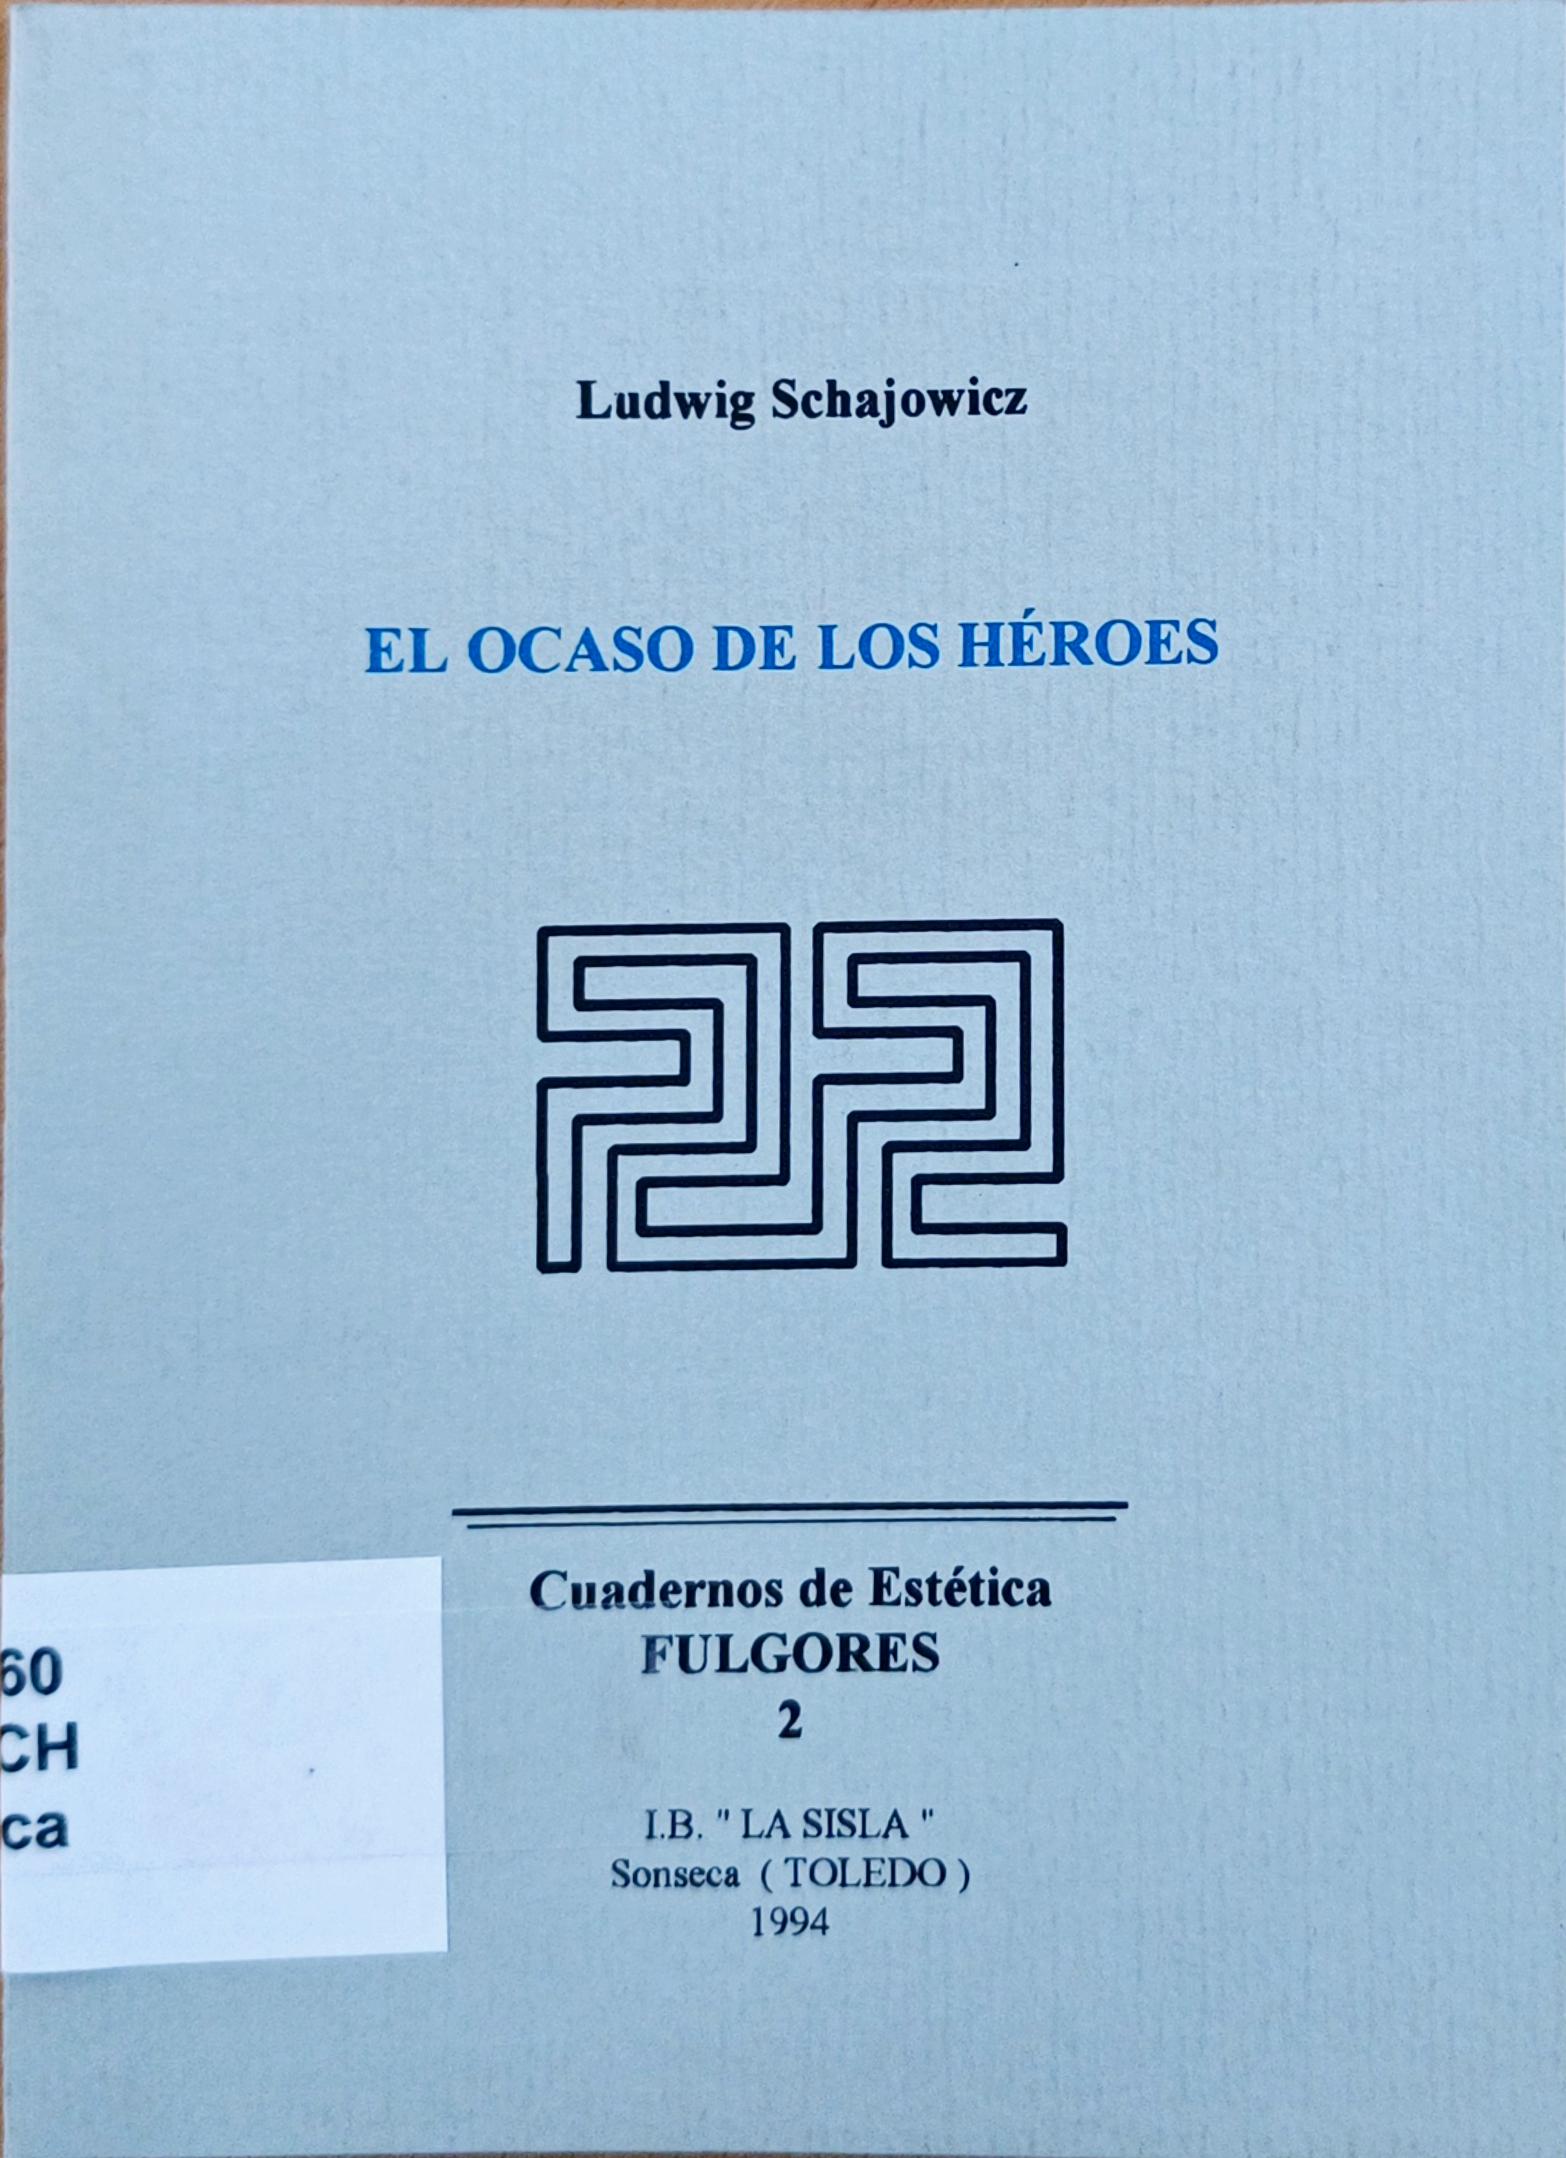 Ludwig Schajowicz
EL OCASO DE LOS HÉROES
Cuadernos de Estética
FULGORES
2
I.B. " LA SISLA "
Sonseca ( TOLEDO )
1994
60
CH
ca